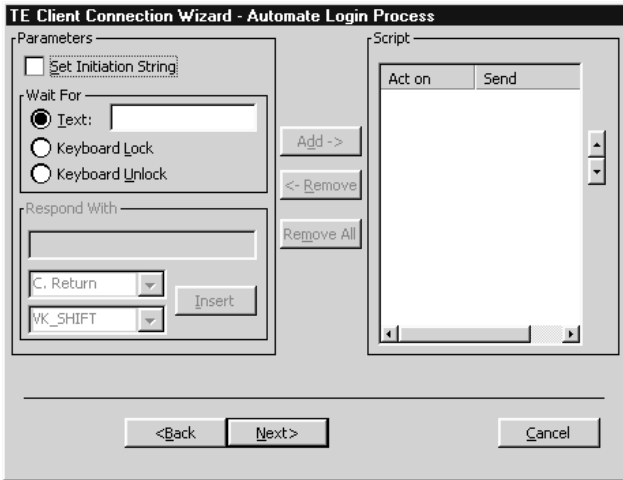 TE Client Connection Wizard - Automate Login Process
Parameters
Set Initiation String
Wait For
Text:
Keyboard Lock
Keyboard Unlock
Respond With
C. Return
VK_SHIFT
Insert
Add ->
<- Remove
Remove All
Script
Act on Send
<Back Next> Cancel